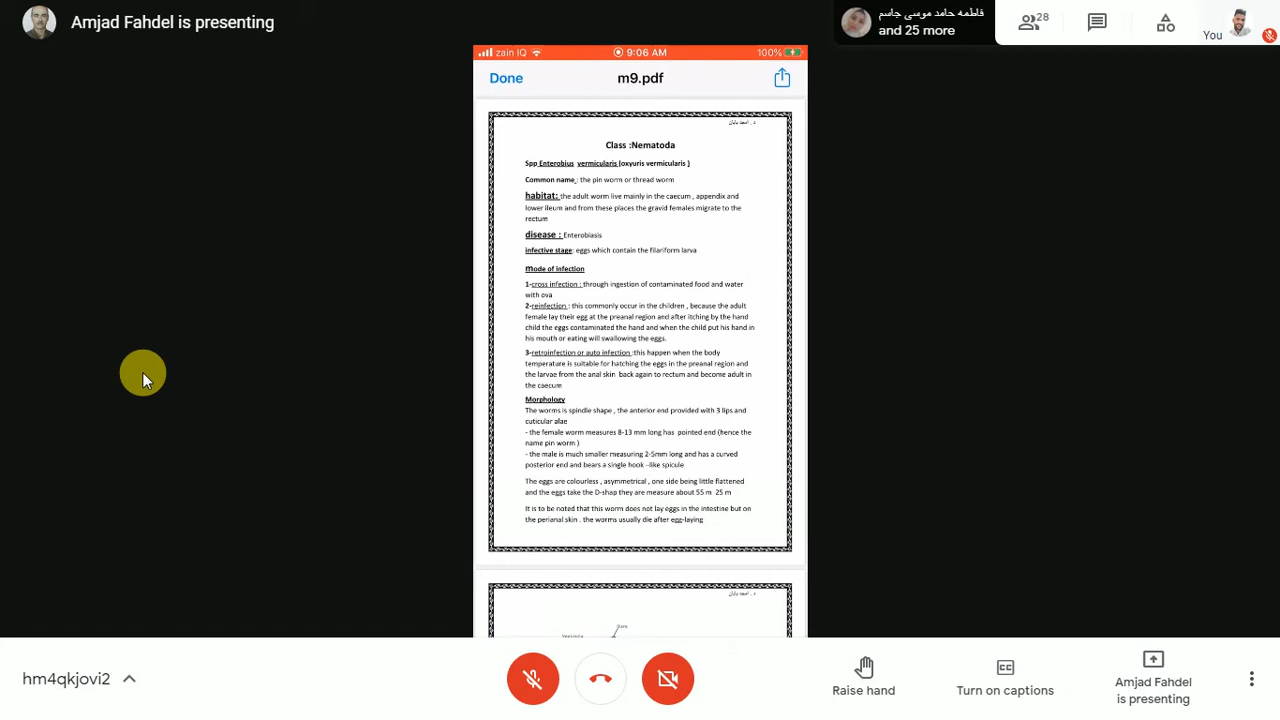 Amjad Fahdel is presenting
فاطمه حامد موسى جاسم
and 25 more
28
You
zain IQ
9:06 AM
100%
Done
m9.pdf
Class :Nematoda
Spp Enterobius vermicularis (oxyuris vermicularis )
Common name : the pin worm or thread worm
habitat: the adult worm live mainly in the caecum , appendix and
lower ileum and from these places the gravid females migrate to the
rectum
disease : Enterobiasis
infective stage: eggs which contain the filariform larva
mode of infection
1-cross infection : through ingestion of contaminated food and water
with ova
2-reinfection : this commonly occur in the children , because the adult
female lay their egg at the preanal region and after itching by the hand
child the eggs contaminated the hand and when the child put his hand in
his mouth or eating will swallowing the eggs.
3-retroinfection or auto infection :this happen when the body
temperature is suitable for hatching the eggs in the preanal region and
the larvae from the anal skin back again to rectum and become adult in
the caecum
Morphology
The worms is spindle shape , the anterior end provided with 3 lips and
cuticular alae
- the female worm measures 8-13 mm long has pointed end (hence the
name pin worm )
- the male is much smaller measuring 2-5mm long and has a curved
posterior end and bears a single hook –like spicule
The eggs are colourless , asymmetrical , one side being little flattened
and the eggs take the D-shap they are measure about 55 m 25 m
It is to be noted that this worm does not lay eggs in the intestine but on
the perianal skin . the worms usually die after egg-laying
hm4qkjovi2
Raise hand
CC
Turn on captions
Amjad Fahdel
is presenting